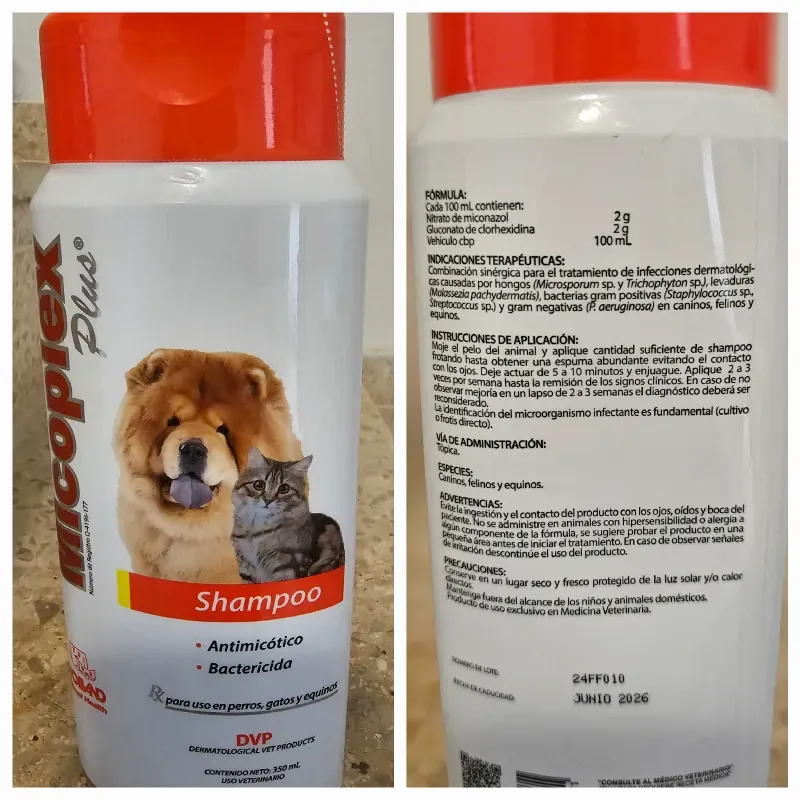 Micoplex
Plus®
Número de Registro Q-4196-177
Shampoo
• Antimicótico
• Bactericida
Rx para uso en perros, gatos y equinos
DVP
DERMATOLOGICAL VET PRODUCTS
CONTENIDO NETO: 350 mL
USO VETERINARIO
Health
FÓRMULA:
Cada 100 mL contienen:
Nitrato de miconazol 2 g
Gluconato de clorhexidina 2 g
Vehículo cbp 100 mL
INDICACIONES TERAPÉUTICAS:
Combinación sinérgica para el tratamiento de infecciones dermatológi-
cas causadas por hongos (Microsporum sp. y Trichophyton sp.), levaduras
(Malassezia pachydermatis), bacterias gram positivas (Staphylococcus sp.,
Streptococcus sp.) y gram negativas (P. aeruginosa) en caninos, felinos y
equinos.
INSTRUCCIONES DE APLICACIÓN:
Moje el pelo del animal y aplique cantidad suficiente de shampoo
frotando hasta obtener una espuma abundante evitando el contacto
con los ojos. Deje actuar de 5 a 10 minutos y enjuague. Aplique 2 a 3
veces por semana hasta la remisión de los signos clínicos. En caso de no
observar mejoría en un lapso de 2 a 3 semanas el diagnóstico deberá ser
reconsiderado.
La identificación del microorganismo infectante es fundamental (cultivo
o frotis directo).
VÍA DE ADMINISTRACIÓN:
Tópica.
ESPECIES:
Caninos, felinos y equinos.
ADVERTENCIAS:
Evite la ingestión y el contacto del producto con los ojos, oídos y boca del
paciente. No se administre en animales con hipersensibilidad o alergia a
algún componente de la fórmula, se sugiere probar el producto en una
pequeña área antes de iniciar el tratamiento. En caso de observar señales
de irritación descontinúe el uso del producto.
PRECAUCIONES:
Conserve en un lugar seco y fresco protegido de la luz solar y/o calor
directos.
Mantenga fuera del alcance de los niños y animales domésticos.
Producto de uso exclusivo en Medicina Veterinaria.
NÚMERO DE LOTE: 24FF010
FECHA DE CADUCIDAD: JUNIO 2026
"CONSULTE AL MÉDICO VETERINARIO"
REQUIERE RECETA MÉDICA